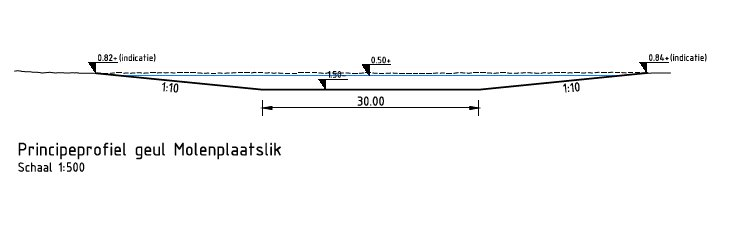 0.82+(indicatie)
0.50+
0.84+(indicatie)
1.50-
1:10
1:10
30.00
Principeprofiel geul Molenplaatslik
Schaal 1:500